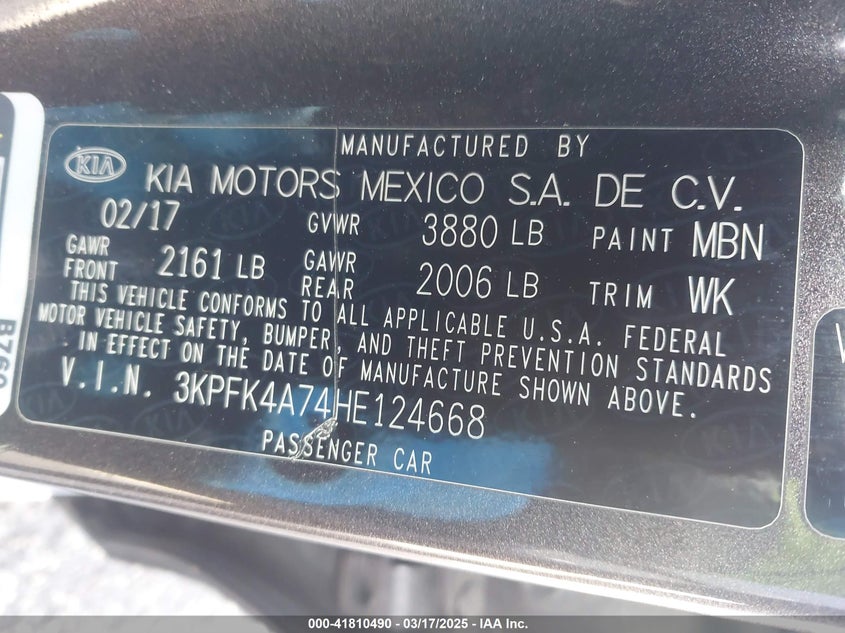 MANUFACTURED BY
KIA KIA MOTORS MEXICO S.A. DE C.V.
02/17 GVWR 3880 LB PAINT MBN
GAWR FRONT 2161 LB GAWR REAR 2006 LB TRIM WK
THIS VEHICLE CONFORMS TO ALL APPLICABLE U.S.A. FEDERAL
MOTOR VEHICLE SAFETY, BUMPER, AND THEFT PREVENTION STANDARDS
IN EFFECT ON THE DATE OF MANUFACTURE SHOWN ABOVE.
V.I.N. 3KPFK4A74HE124668
PASSENGER CAR
000-41810490 — 03/17/2025 — IAA Inc.